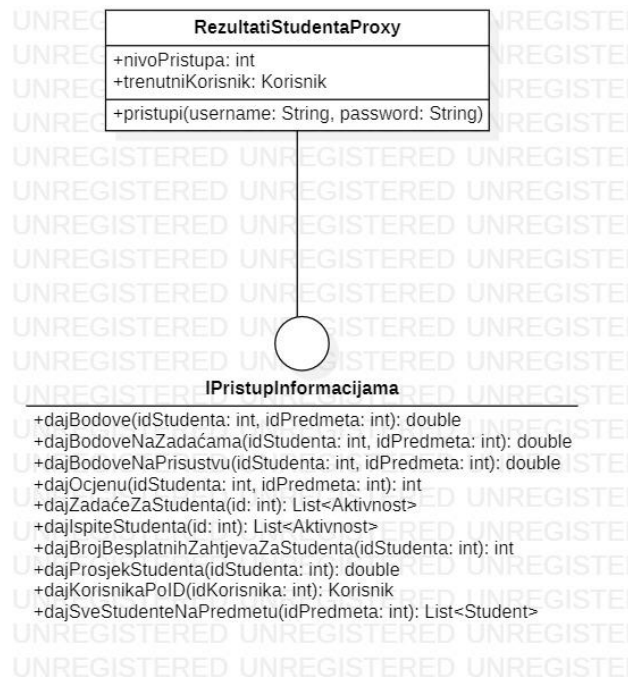 RezultatiStudentaProxy
+nivoPristupa: int
+trenutniKorisnik: Korisnik
+pristupi(username: String, password: String)
IPristupInformacijama
+dajBodove(idStudenta: int, idPredmeta: int): double
+dajBodoveNaZadaćama(idStudenta: int, idPredmeta: int): double
+dajBodoveNaPrisustvu(idStudenta: int, idPredmeta: int): double
+dajOcjenu(idStudenta: int, idPredmeta: int): int
+dajZadaćeZaStudenta(id: int): List<Aktivnost>
+dajIspiteStudenta(id: int): List<Aktivnost>
+dajBrojBesplatnihZahtjevaZaStudenta(idStudenta: int): int
+dajProsjekStudenta(idStudenta: int): double
+dajKorisnikaPoID(idKorisnika: int): Korisnik
+dajSveStudenteNaPredmetu(idPredmeta: int): List<Student>
UNREGISTERED UNREGISTERED UNREGISTE